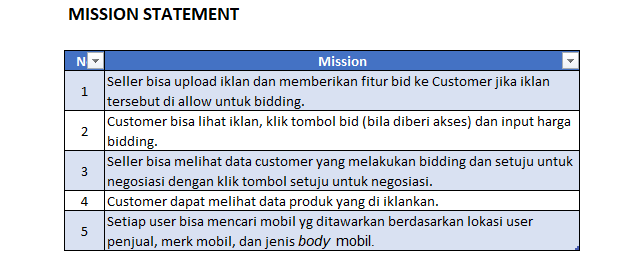 MISSION STATEMENT
N Mission
1 Seller bisa upload iklan dan memberikan fitur bid ke Customer jika iklan
tersebut di allow untuk bidding.
2 Customer bisa lihat iklan, klik tombol bid (bila diberi akses) dan input harga
bidding.
3 Seller bisa melihat data customer yang melakukan bidding dan setuju untuk
negosiasi dengan klik tombol setuju untuk negosiasi.
4 Customer dapat melihat data produk yang di iklankan.
5 Setiap user bisa mencari mobil yg ditawarkan berdasarkan lokasi user
penjual, merk mobil, dan jenis body mobil.